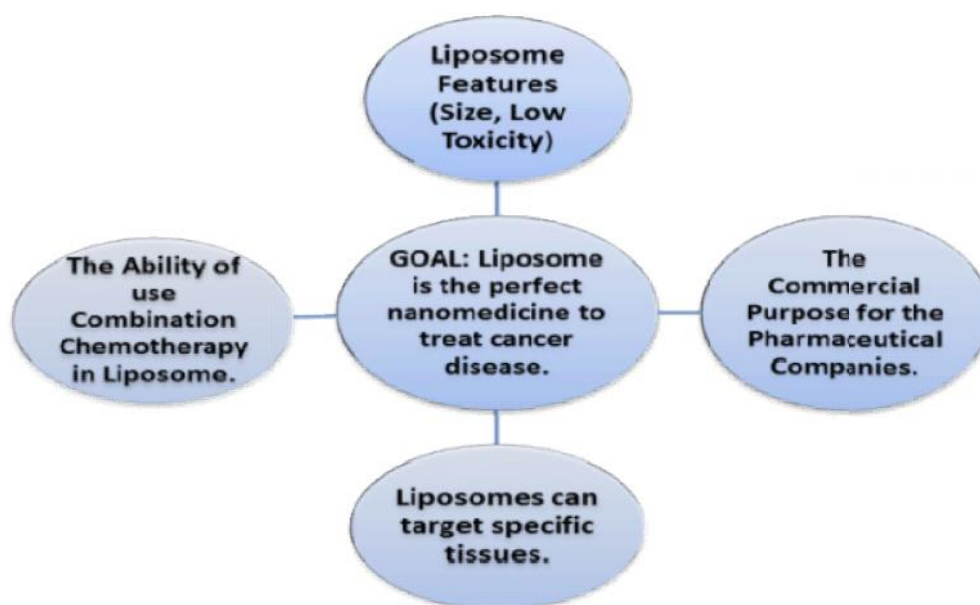 Liposome
Features
(Size, Low
Toxicity)
The Ability of
use
Combination
Chemotherapy
in Liposome.
GOAL: Liposome
is the perfect
nanomedicine to
treat cancer
disease.
The
Commercial
Purpose for the
Pharmaceutical
Companies.
Liposomes can
target specific
tissues.